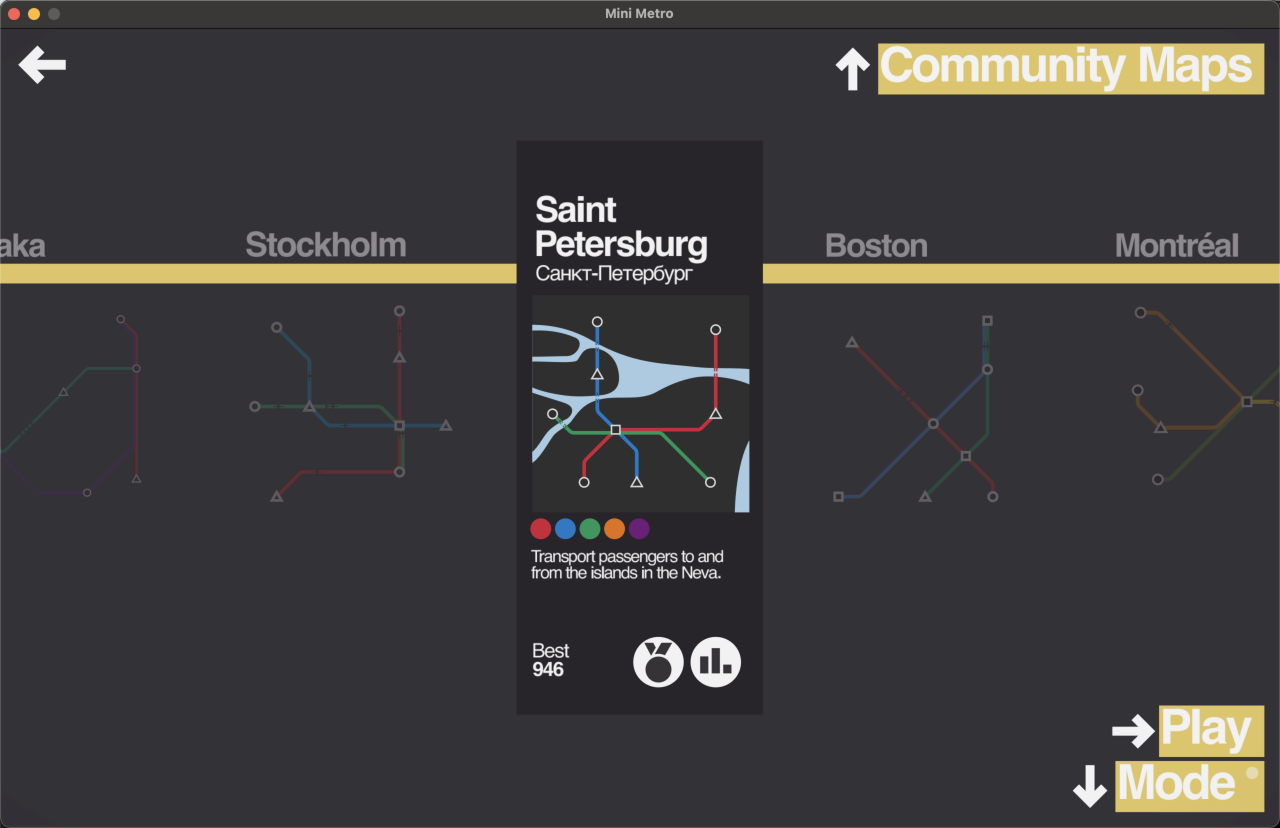 Mini Metro
Community Maps
aka
Stockholm
Saint
Petersburg
Санкт-Петербург
Boston
Montréal
Transport passengers to and
from the islands in the Neva.
Best
946
Play
Mode